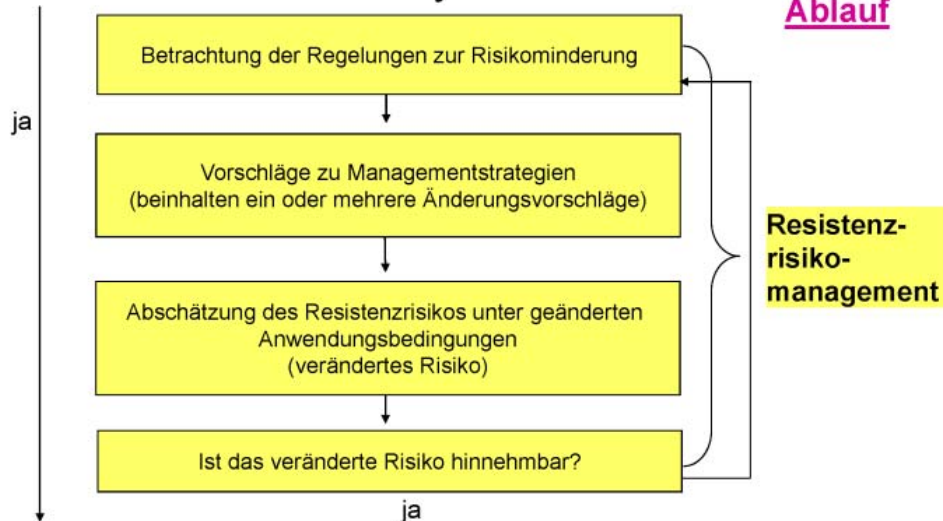 Ablauf
Betrachtung der Regelungen zur Risikominderung
ja
Vorschläge zu Managementstrategien
(beinhalten ein oder mehrere Änderungsvorschläge)
Resistenz-
risiko-
management
Abschätzung des Resistenzrisikos unter geänderten
Anwendungsbedingungen
(verändertes Risiko)
Ist das veränderte Risiko hinnehmbar?
ja